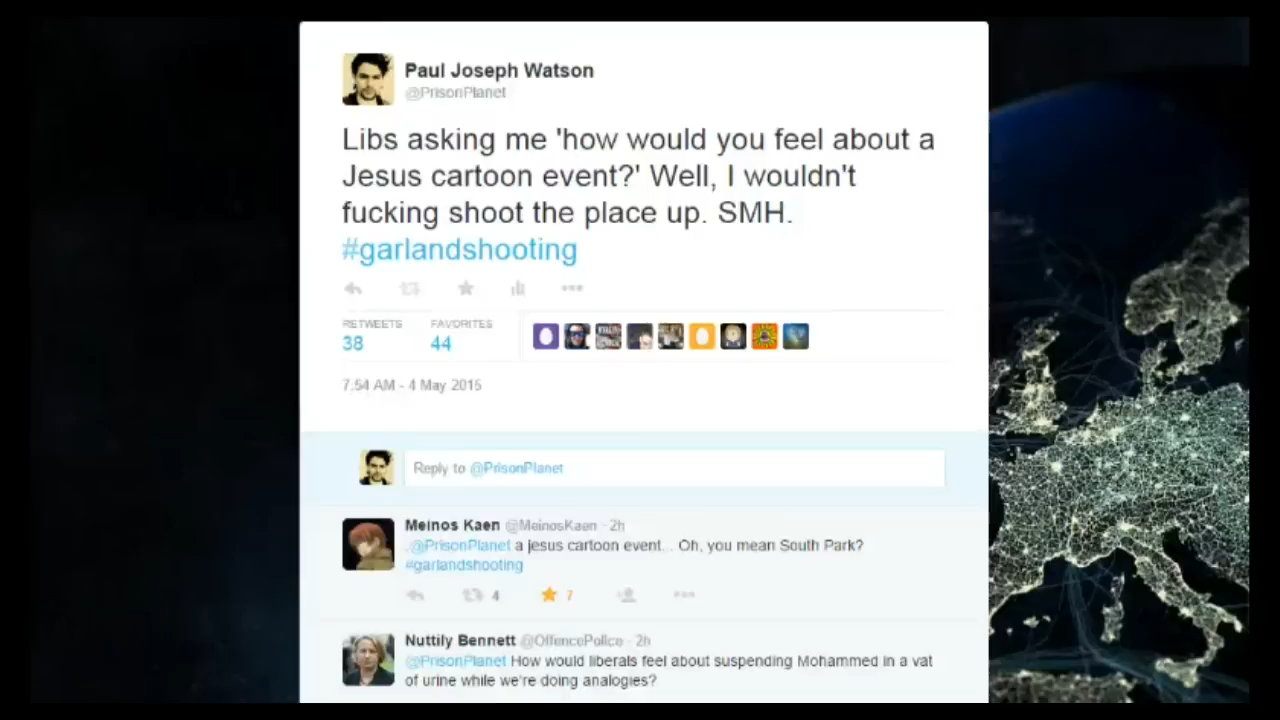 Paul Joseph Watson
@PrisonPlanet
Libs asking me 'how would you feel about a
Jesus cartoon event?' Well, I wouldn't
fucking shoot the place up. SMH.
#garlandshooting
RETWEETS
FAVORITES
38
44
7:54 AM - 4 May 2015
Reply to @PrisonPlanet
Meinos Kaen @MeinosKaen · 2h
.@PrisonPlanet a jesus cartoon event... Oh, you mean South Park?
#garlandshooting
4
7
Nuttily Bennett @OffencePolice · 2h
@PrisonPlanet How would liberals feel about suspending Mohammed in a vat
of urine while we're doing analogies?